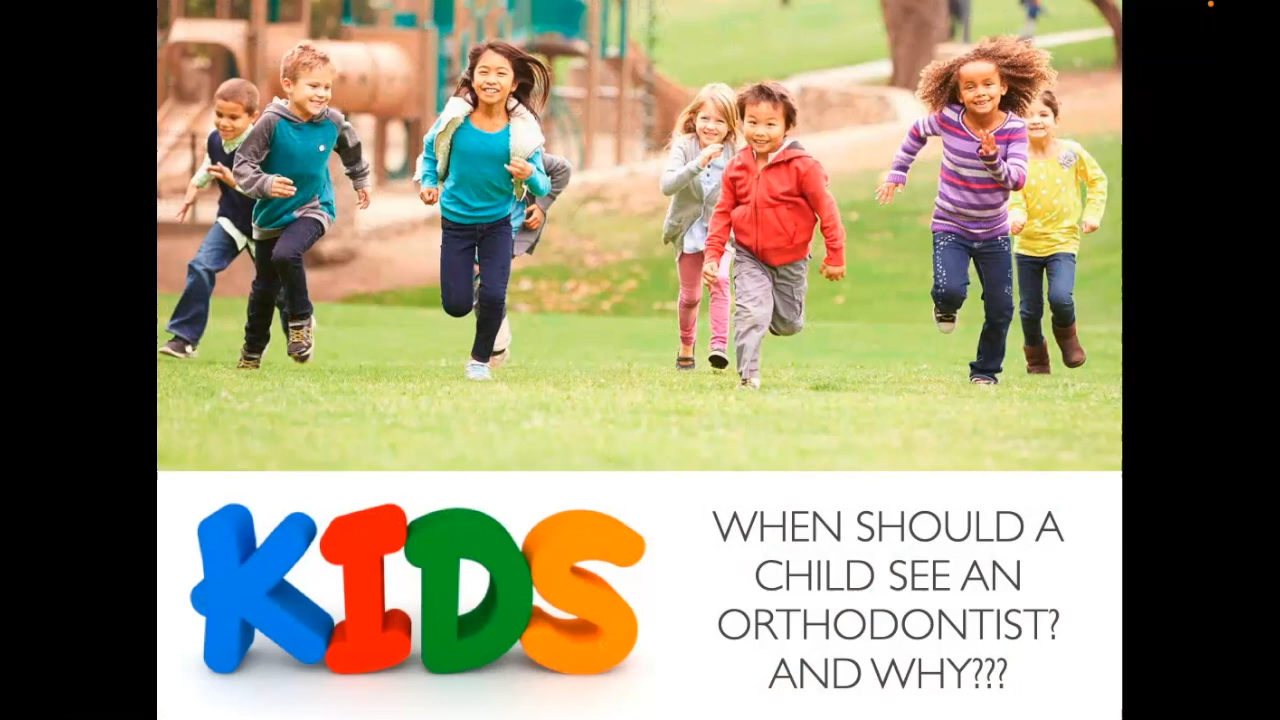 KIDS
WHEN SHOULD A
CHILD SEE AN
ORTHODONTIST?
AND WHY???